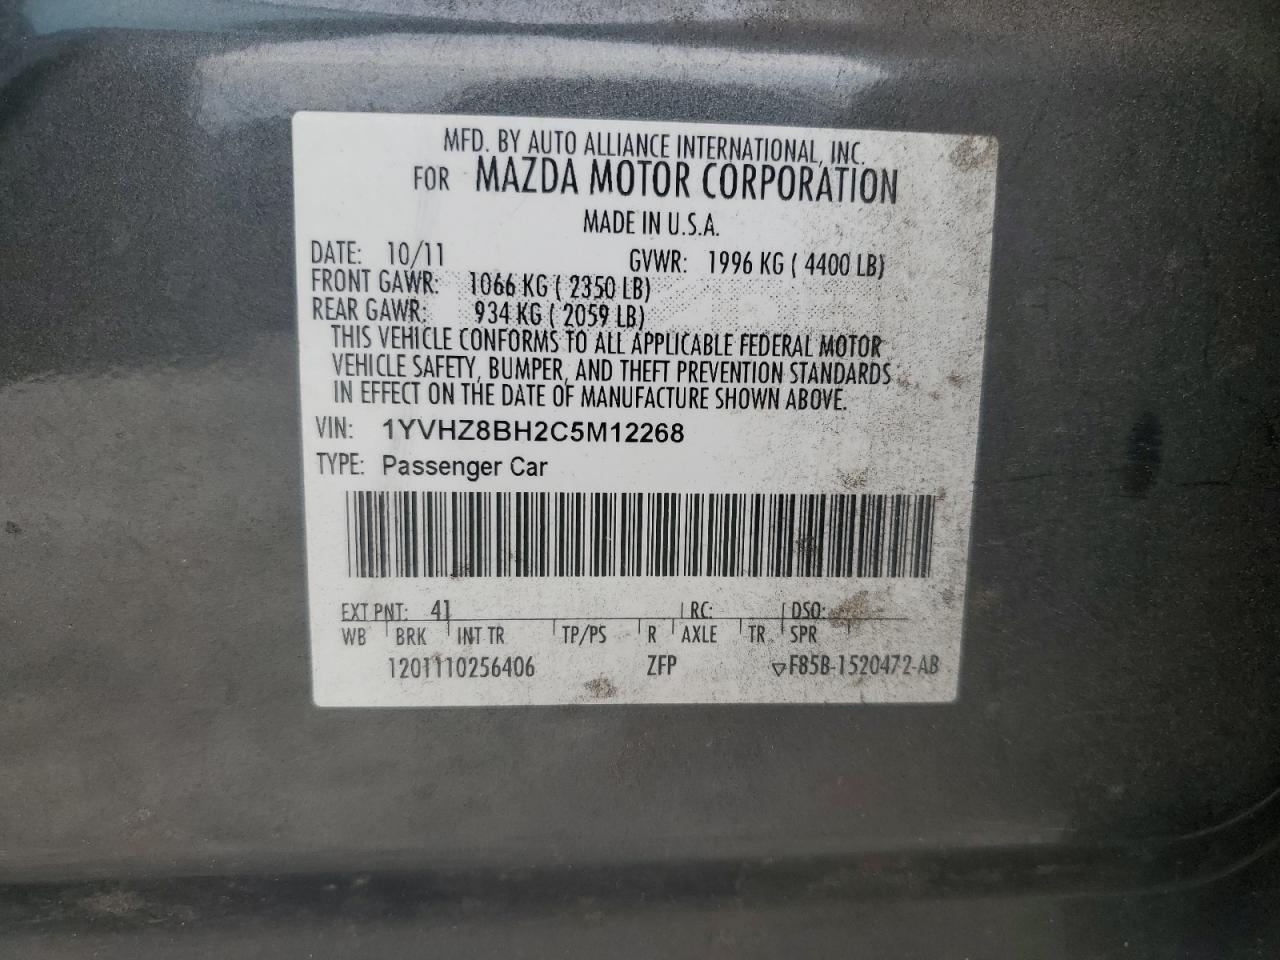 MFD. BY AUTO ALLIANCE INTERNATIONAL, INC.
FOR MAZDA MOTOR CORPORATION
MADE IN U.S.A.
DATE: 10/11 GVWR: 1996 KG ( 4400 LB)
FRONT GAWR: 1066 KG ( 2350 LB)
REAR GAWR: 934 KG ( 2059 LB)
THIS VEHICLE CONFORMS TO ALL APPLICABLE FEDERAL MOTOR
VEHICLE SAFETY, BUMPER, AND THEFT PREVENTION STANDARDS
IN EFFECT ON THE DATE OF MANUFACTURE SHOWN ABOVE.
VIN: 1YVHZ8BH2C5M12268
TYPE: Passenger Car
EXT PNT: 41 RC: DSO:
WB BRK INT TR TP/PS R AXLE TR SPR
1201110256406 ZFP ▽F85B-1520472-AB